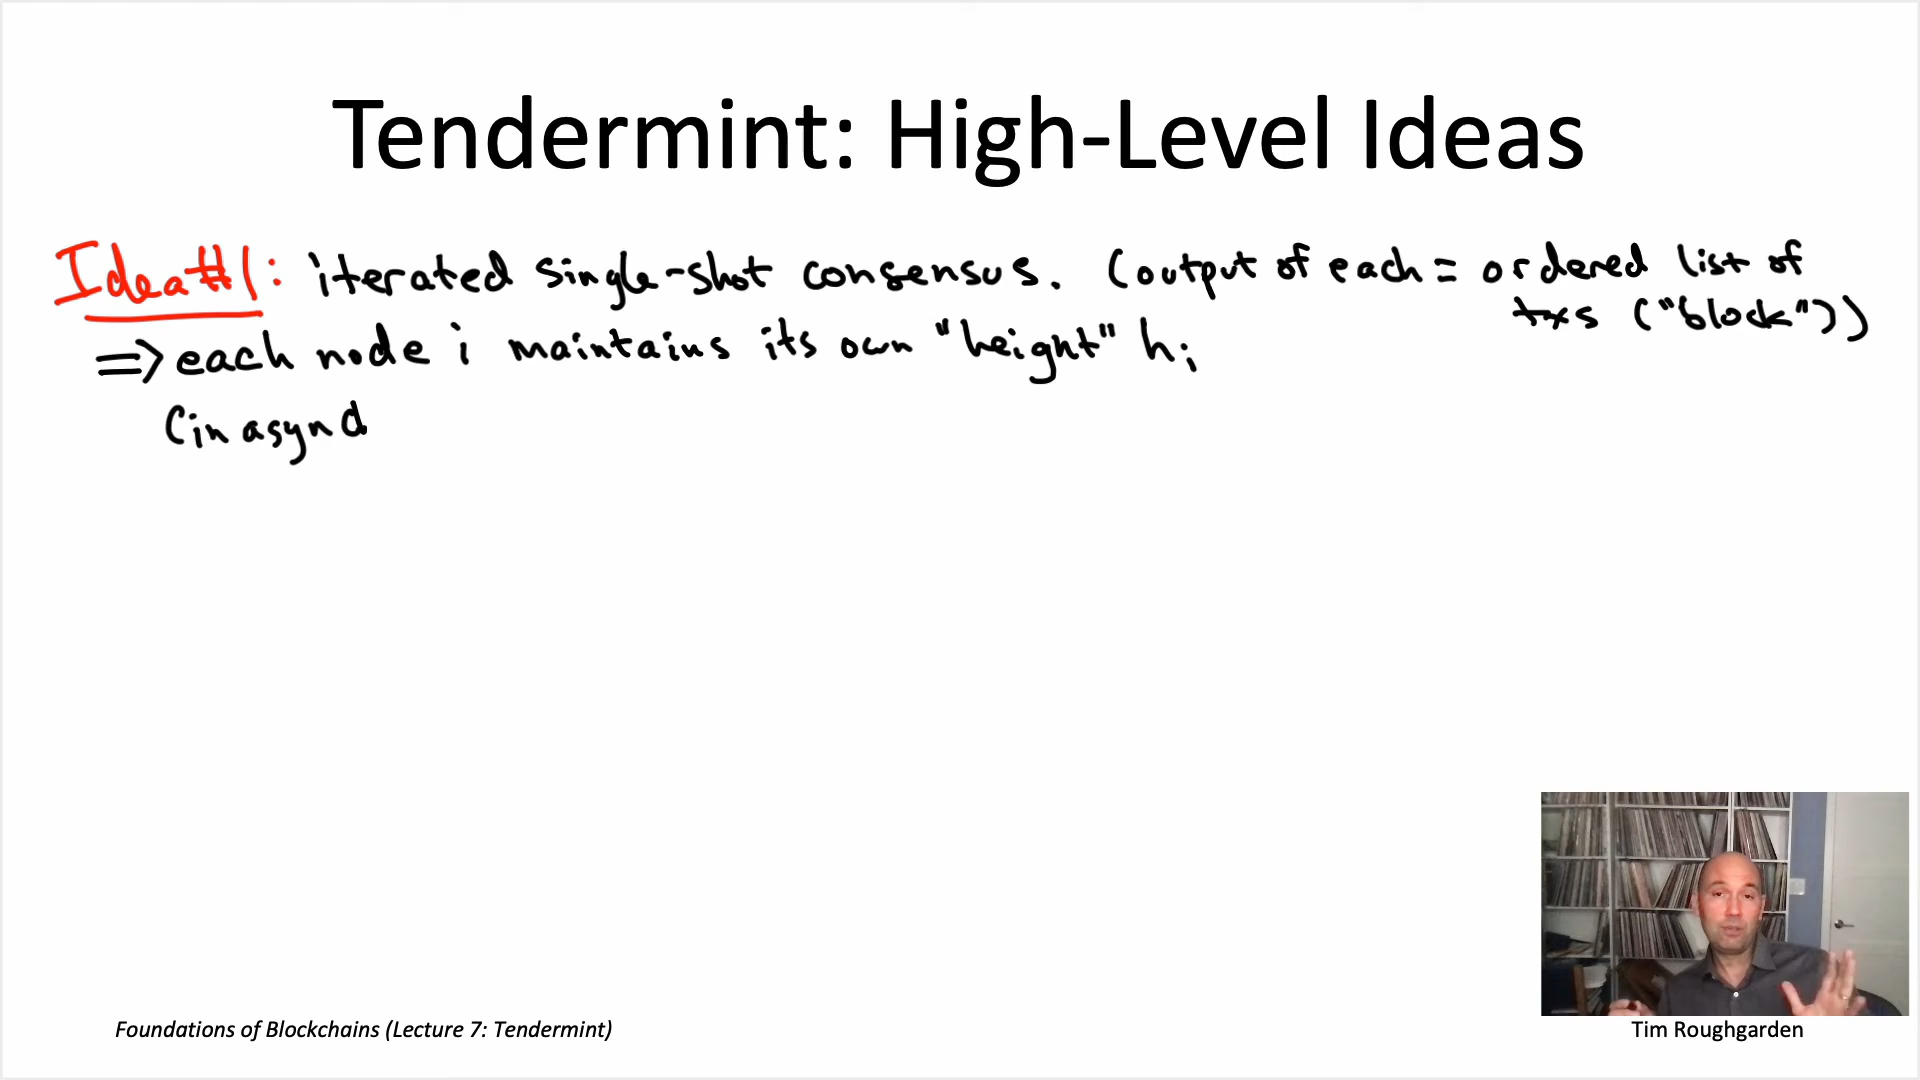 Tendermint: High-Level Ideas
Idea #1: iterated single-shot consensus. (output of each = ordered list of
txs ("block"))
=> each node i maintains its own "height" hi
(in asynd
Foundations of Blockchains (Lecture 7: Tendermint)
Tim Roughgarden